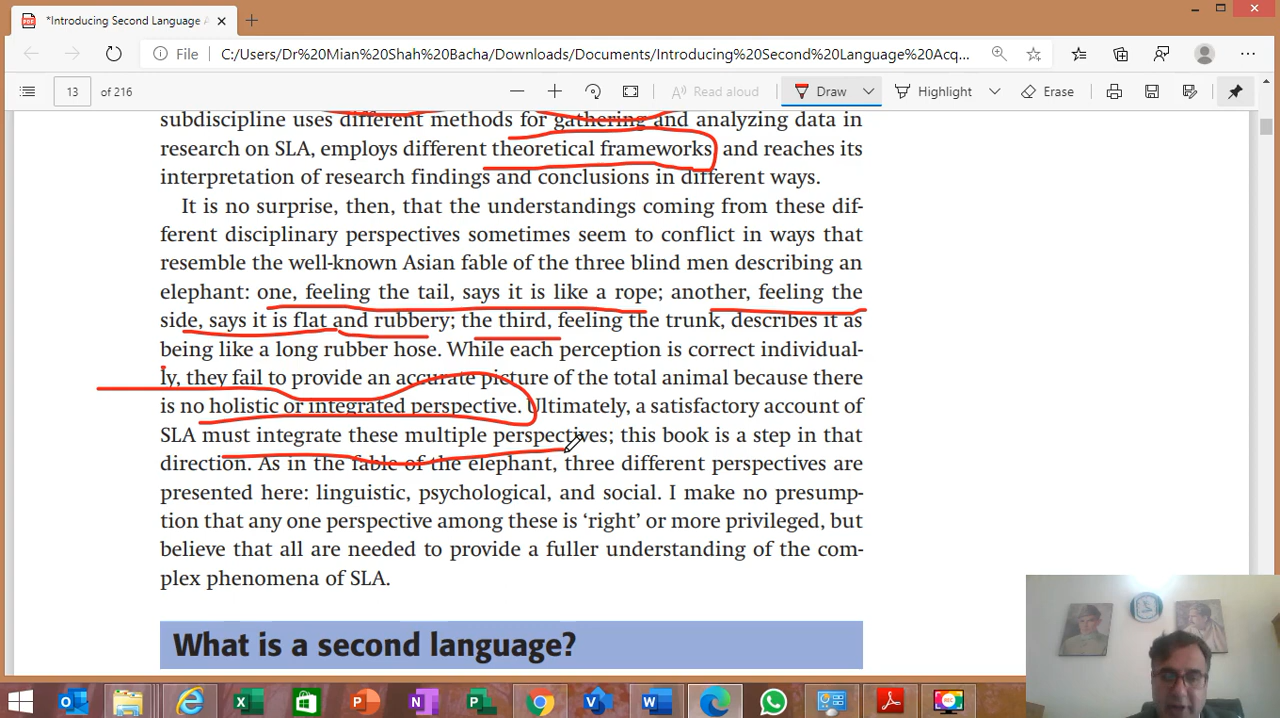 *Introducing Second Language A
File
C:/Users/Dr%20Mian%20Shah%20Bacha/Downloads/Documents/Introducing%20Second%20Language%20Acq...
13 of 216
Read aloud
Draw
Highlight
Erase
subdiscipline uses different methods for gathering and analyzing data in
research on SLA, employs different theoretical frameworks, and reaches its
interpretation of research findings and conclusions in different ways.
It is no surprise, then, that the understandings coming from these dif-
ferent disciplinary perspectives sometimes seem to conflict in ways that
resemble the well-known Asian fable of the three blind men describing an
elephant: one, feeling the tail, says it is like a rope; another, feeling the
side, says it is flat and rubbery; the third, feeling the trunk, describes it as
being like a long rubber hose. While each perception is correct individual-
ly, they fail to provide an accurate picture of the total animal because there
is no holistic or integrated perspective. Ultimately, a satisfactory account of
SLA must integrate these multiple perspectives; this book is a step in that
direction. As in the fable of the elephant, three different perspectives are
presented here: linguistic, psychological, and social. I make no presump-
tion that any one perspective among these is ‘right’ or more privileged, but
believe that all are needed to provide a fuller understanding of the com-
plex phenomena of SLA.
What is a second language?